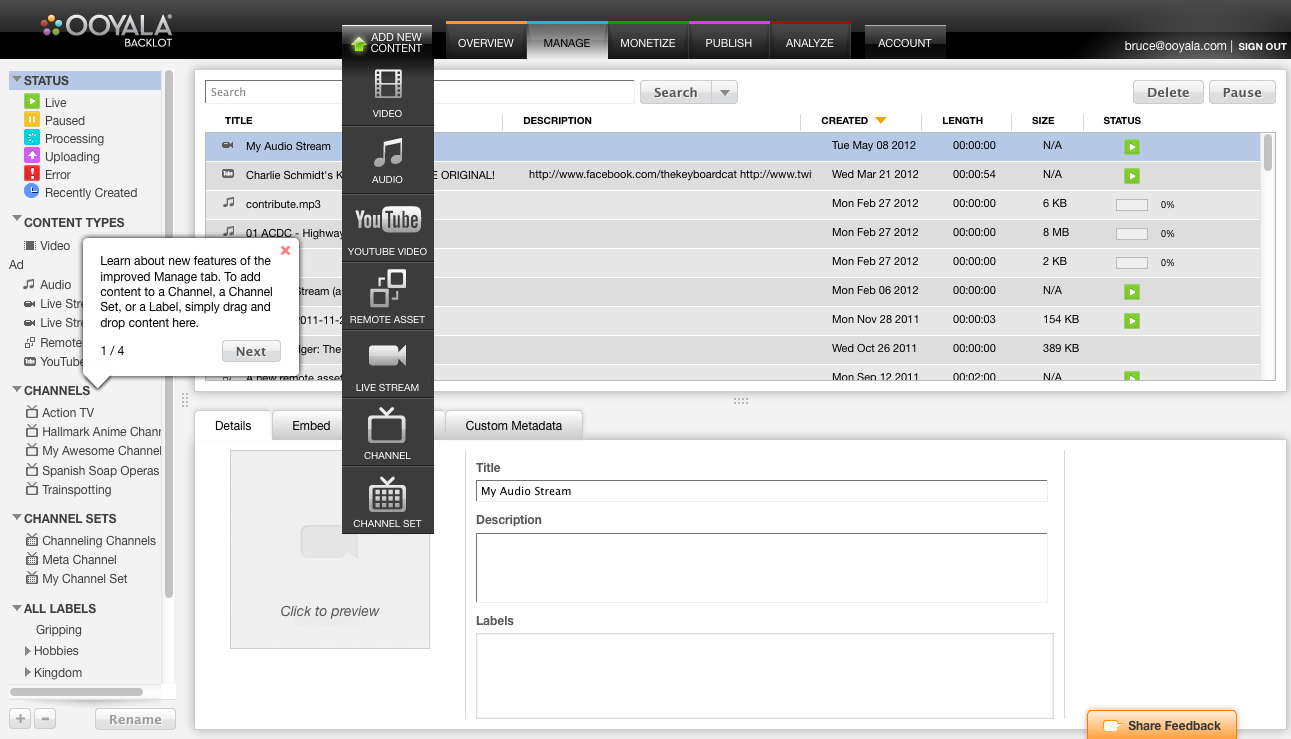 OOYALA
BACKLOT
ADD NEW
CONTENT
OVERVIEW
MANAGE
MONETIZE
PUBLISH
ANALYZE
ACCOUNT
bruce@ooyala.com | SIGN OUT
STATUS
Live
Paused
Processing
Uploading
Error
Recently Created
CONTENT TYPES
Video
Ad
Audio
Live Stre
Live Stre
Remote
YouTube
Learn about new features of the
improved Manage tab. To add
content to a Channel, a Channel
Set, or a Label, simply drag and
drop content here.
1 / 4
Next
CHANNELS
Action TV
Hallmark Anime Chann
My Awesome Channel
Spanish Soap Operas
Trainspotting
CHANNEL SETS
Channeling Channels
Meta Channel
My Channel Set
ALL LABELS
Gripping
Hobbies
Kingdom
+
-
Rename
VIDEO
AUDIO
YouTube
YOUTUBE VIDEO
REMOTE ASSET
LIVE STREAM
CHANNEL
CHANNEL SET
Search
Search
Delete
Pause
TITLE DESCRIPTION CREATED LENGTH SIZE STATUS
My Audio Stream Tue May 08 2012 00:00:00 N/A
Charlie Schmidt's K E ORIGINAL! http://www.facebook.com/thekeyboardcat http://www.twi Wed Mar 21 2012 00:00:54 N/A
contribute.mp3 Mon Feb 27 2012 00:00:00 6 KB 0%
01 ACDC - Highway Mon Feb 27 2012 00:00:00 8 MB 0%
Mon Feb 27 2012 00:00:00 2 KB 0%
Stream (a Mon Feb 06 2012 00:00:00 N/A
2011-11-2 Mon Nov 28 2011 00:00:03 154 KB
lger: The Wed Oct 26 2011 00:00:00 389 KB
A new remote asset Mon Sep 12 2011 00:02:00 N/A
Details
Embed
Custom Metadata
Click to preview
Title
My Audio Stream
Description
Labels
Share Feedback